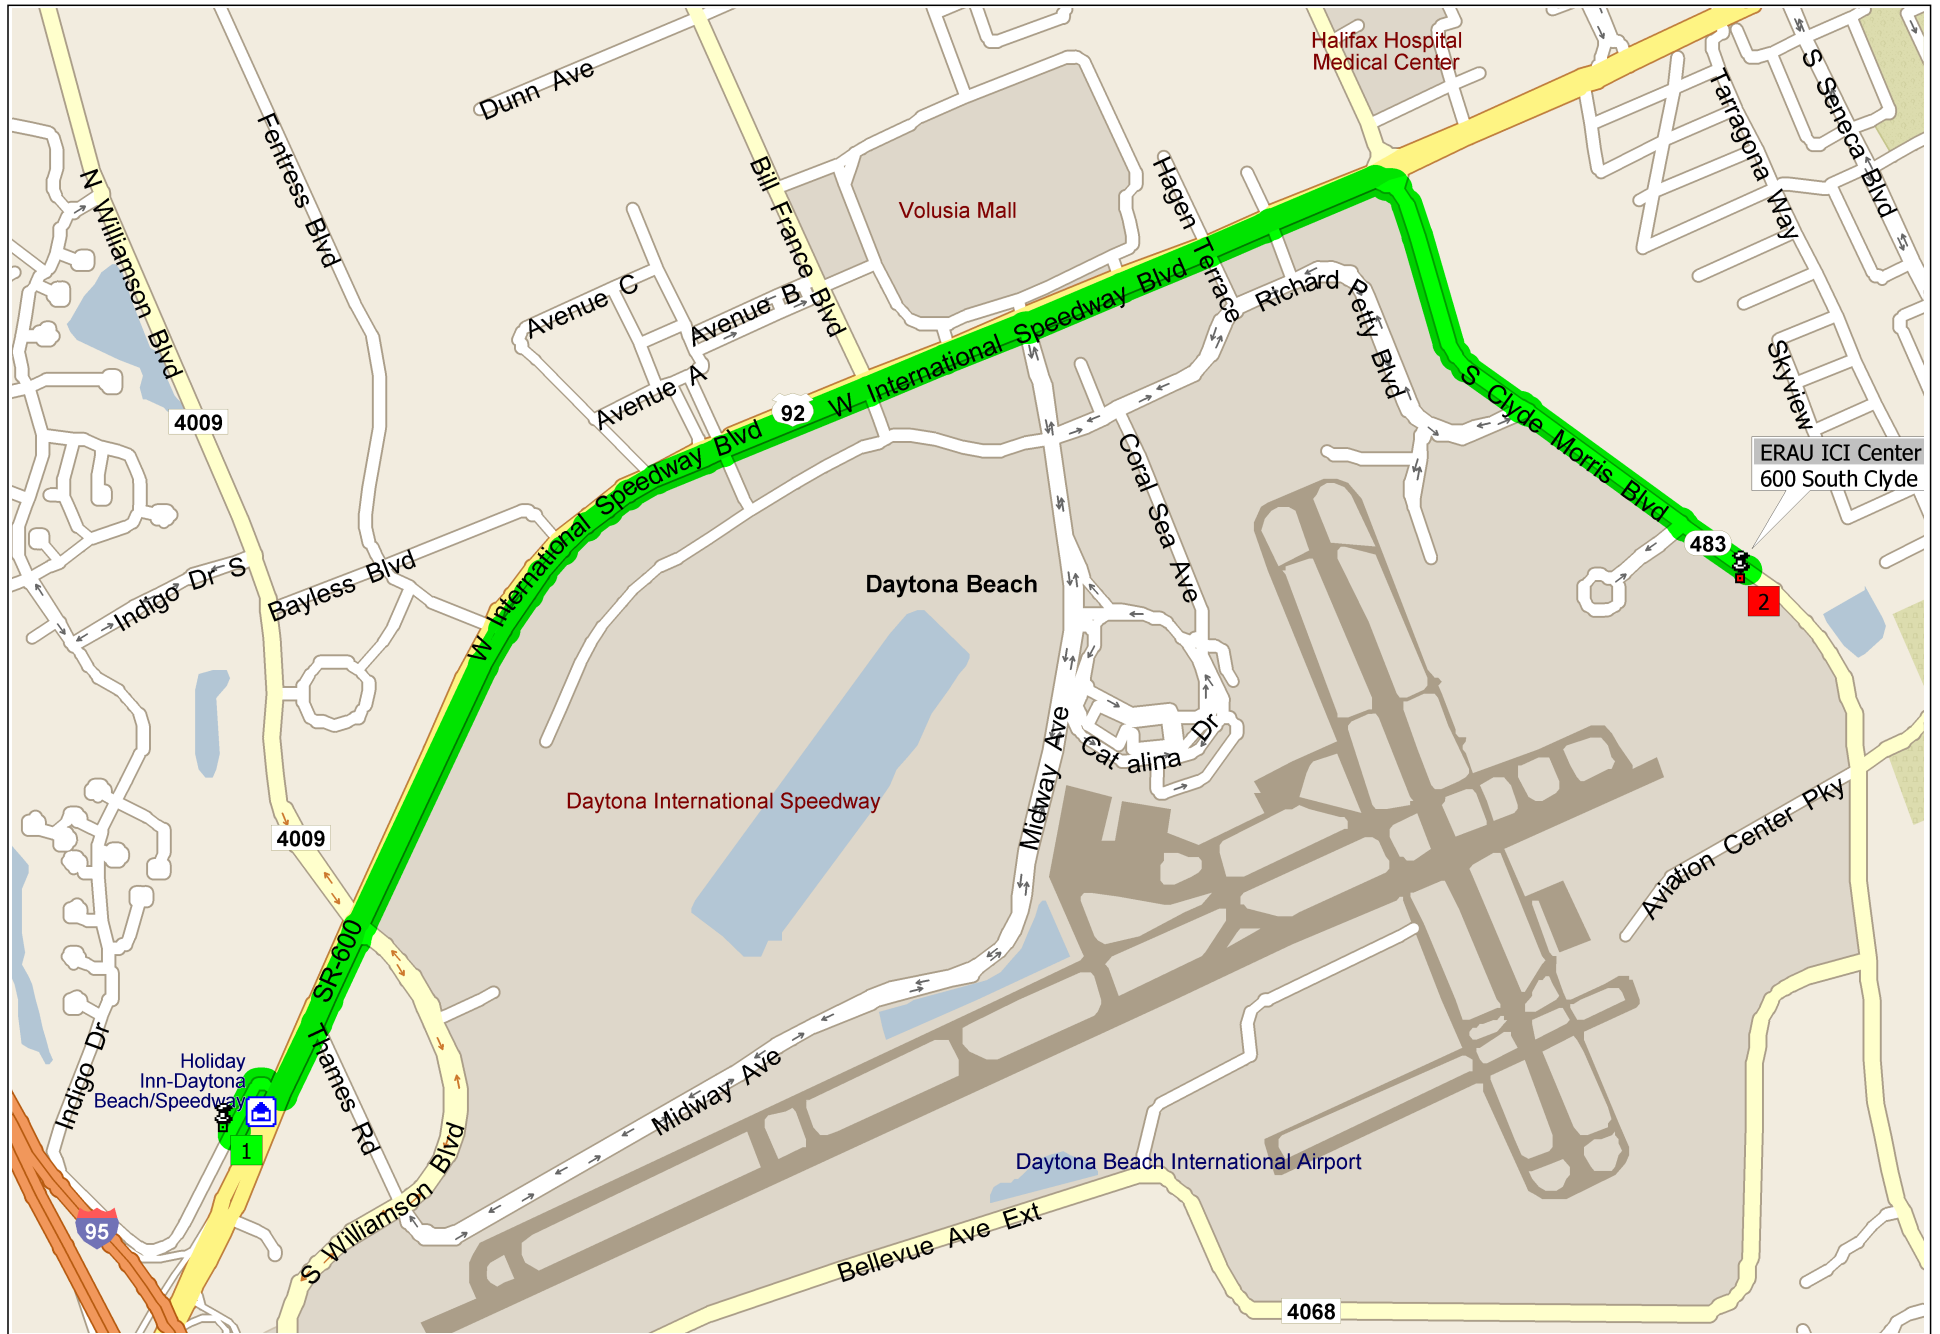 Halifax Hospital
Medical Center
Dunn Ave
S Seneca Blvd
Tarragona Way
Fentress Blvd
N Williamson Blvd
Bill France Blvd
Hagen Terrace
Volusia Mall
Avenue C
Avenue B
Avenue A
Richard Petty Blvd
W International Speedway Blvd
92
W International Speedway Blvd
W International Speedway Blvd
4009
Skyview
S Clyde Morris Blvd
Coral Sea Ave
ERAU ICI Center
600 South Clyde
483
2
Indigo Dr S
Bayless Blvd
Daytona Beach
Catalina Dr
Midway Ave
Daytona International Speedway
4009
Aviation Center Pky
SR-600
Thames Rd
Indigo Dr
Holiday
Inn-Daytona
Beach/Speedway
1
Midway Ave
Daytona Beach International Airport
S Williamson Blvd
95
Bellevue Ave Ext
4068